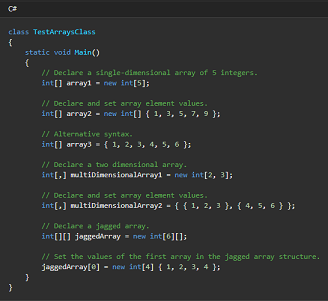 C#
class TestArraysClass
{
    static void Main()
    {
        // Declare a single-dimensional array of 5 integers.
        int[] array1 = new int[5];

        // Declare and set array element values.
        int[] array2 = new int[] { 1, 3, 5, 7, 9 };

        // Alternative syntax.
        int[] array3 = { 1, 2, 3, 4, 5, 6 };

        // Declare a two dimensional array.
        int[,] multiDimensionalArray1 = new int[2, 3];

        // Declare and set array element values.
        int[,] multiDimensionalArray2 = { { 1, 2, 3 }, { 4, 5, 6 } };

        // Declare a jagged array.
        int[][] jaggedArray = new int[6][];

        // Set the values of the first array in the jagged array structure.
        jaggedArray[0] = new int[4] { 1, 2, 3, 4 };
    }
}